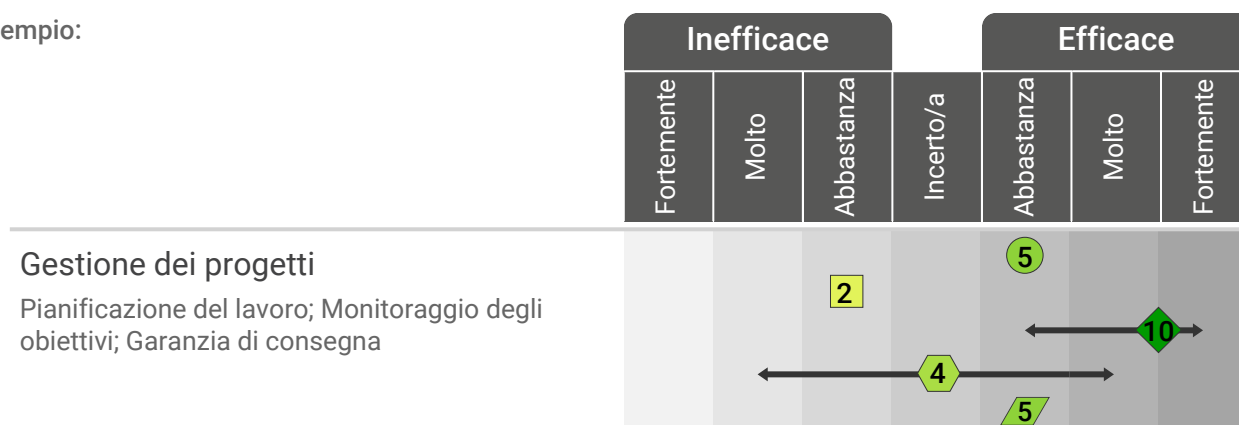 empio:
Inefficace
Efficace
Fortemente
Molto
Abbastanza
Incerto/a
Abbastanza
Molto
Fortemente
Gestione dei progetti
Pianificazione del lavoro; Monitoraggio degli
obiettivi; Garanzia di consegna
5
2
10
4
5